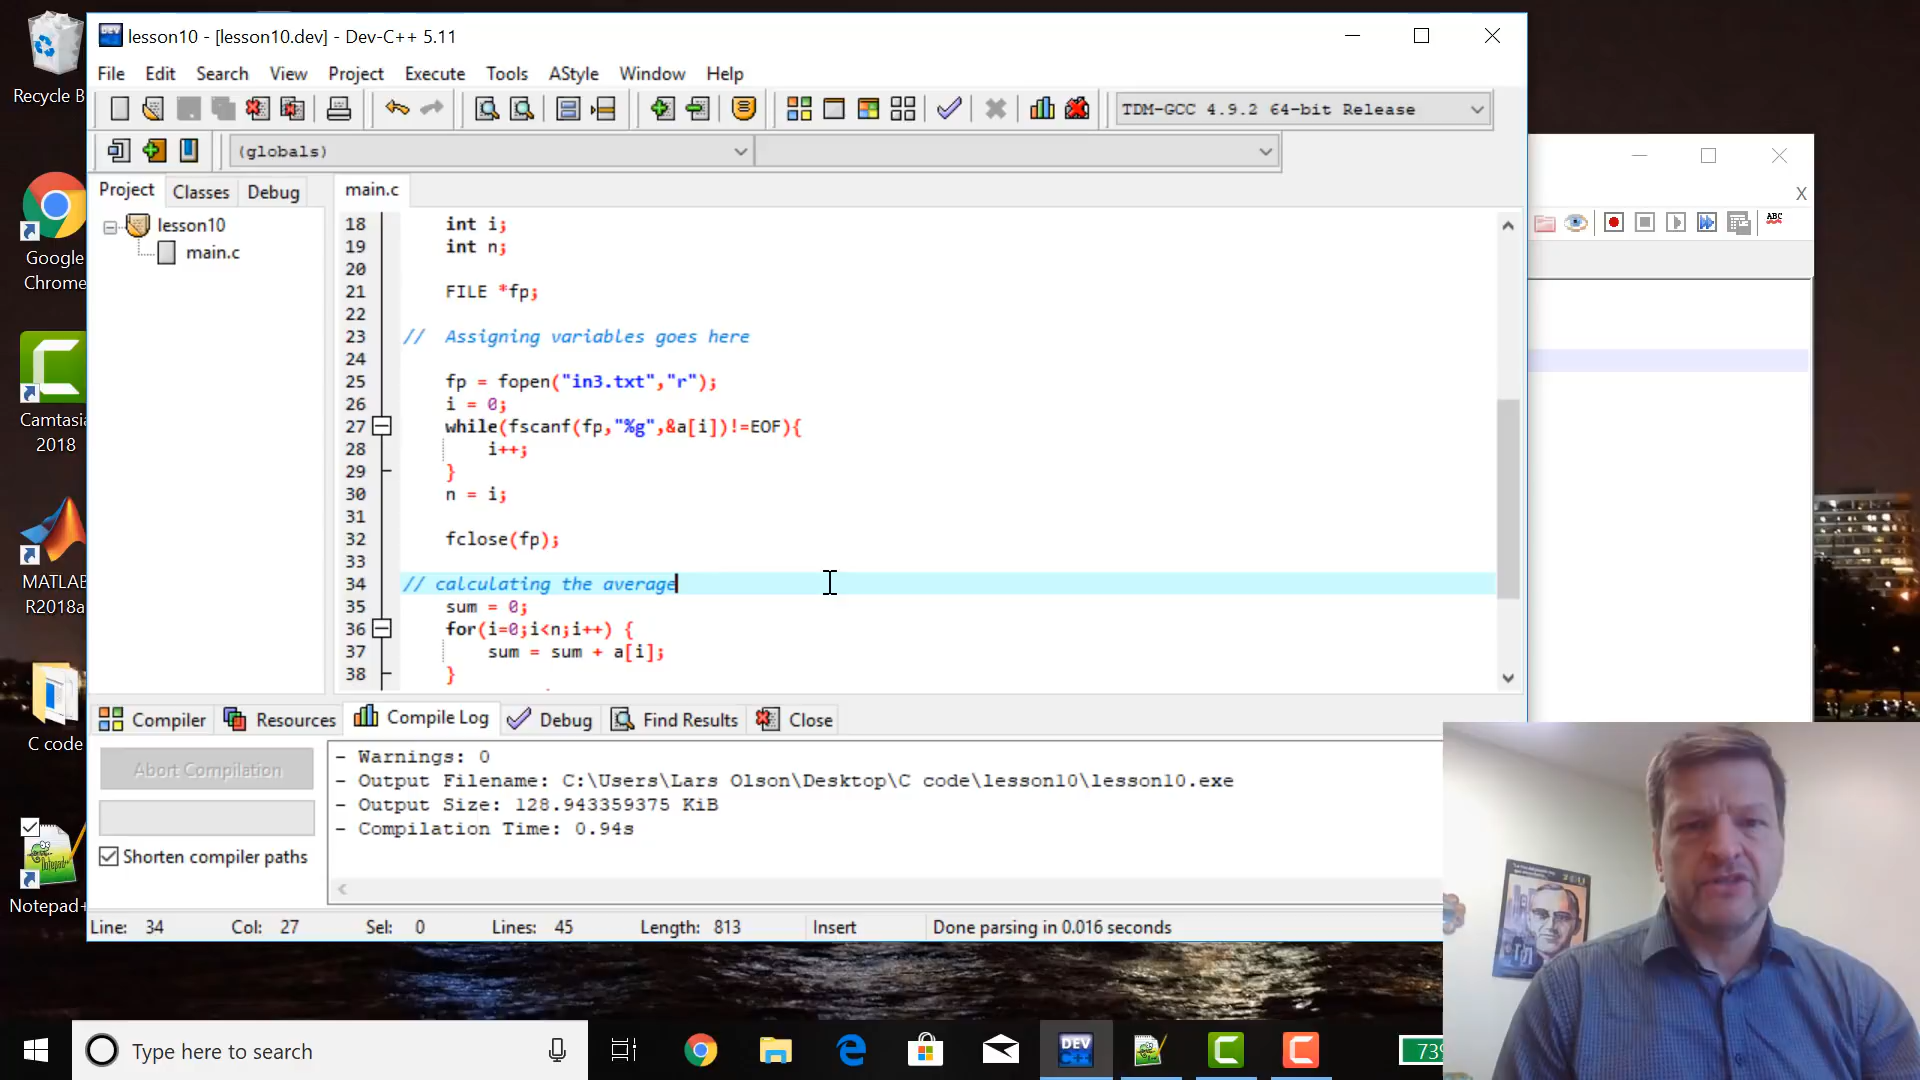 lesson10 - [lesson10.dev] - Dev-C++ 5.11
File Edit Search View Project Execute Tools AStyle Window Help
TDM-GCC 4.9.2 64-bit Release
(globals)
Project Classes Debug
main.c
lesson10
main.c
18 int i;
19 int n;
20
21 FILE *fp;
22
23 // Assigning variables goes here
24
25 fp = fopen("in3.txt","r");
26 i = 0;
27 while(fscanf(fp,"%g",&a[i])!=EOF){
28 i++;
29 }
30 n = i;
31
32 fclose(fp);
33
34 // calculating the average
35 sum = 0;
36 for(i=0;i<n;i++) {
37 sum = sum + a[i];
38 }
Compiler Resources Compile Log Debug Find Results Close
Abort Compilation
Shorten compiler paths
- Warnings: 0
- Output Filename: C:\Users\Lars Olson\Desktop\C code\lesson10\lesson10.exe
- Output Size: 128.943359375 KiB
- Compilation Time: 0.94s
Line: 34 Col: 27 Sel: 0 Lines: 45 Length: 813 Insert Done parsing in 0.016 seconds
Recycle B
Google
Chrome
Camtasia
2018
MATLAB
R2018a
C code
Notepad+
X
ABC
Type here to search
DEV
C++
73%